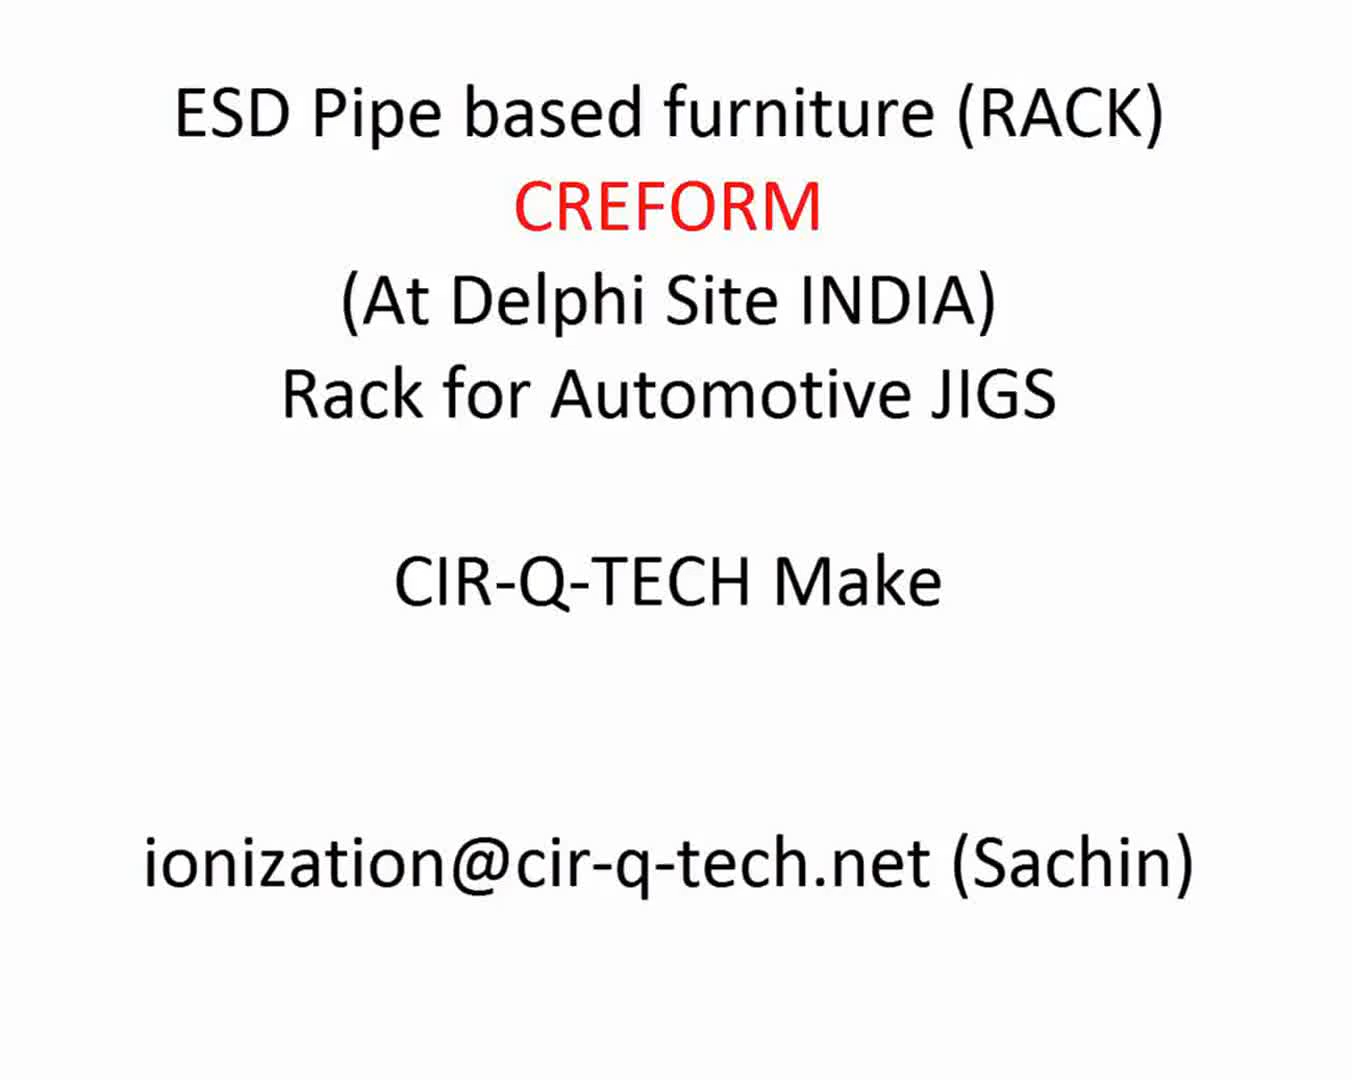 ESD Pipe based furniture (RACK)
CREFORM
(At Delphi Site INDIA)
Rack for Automotive JIGS
CIR-Q-TECH Make
ionization@cir-q-tech.net (Sachin)